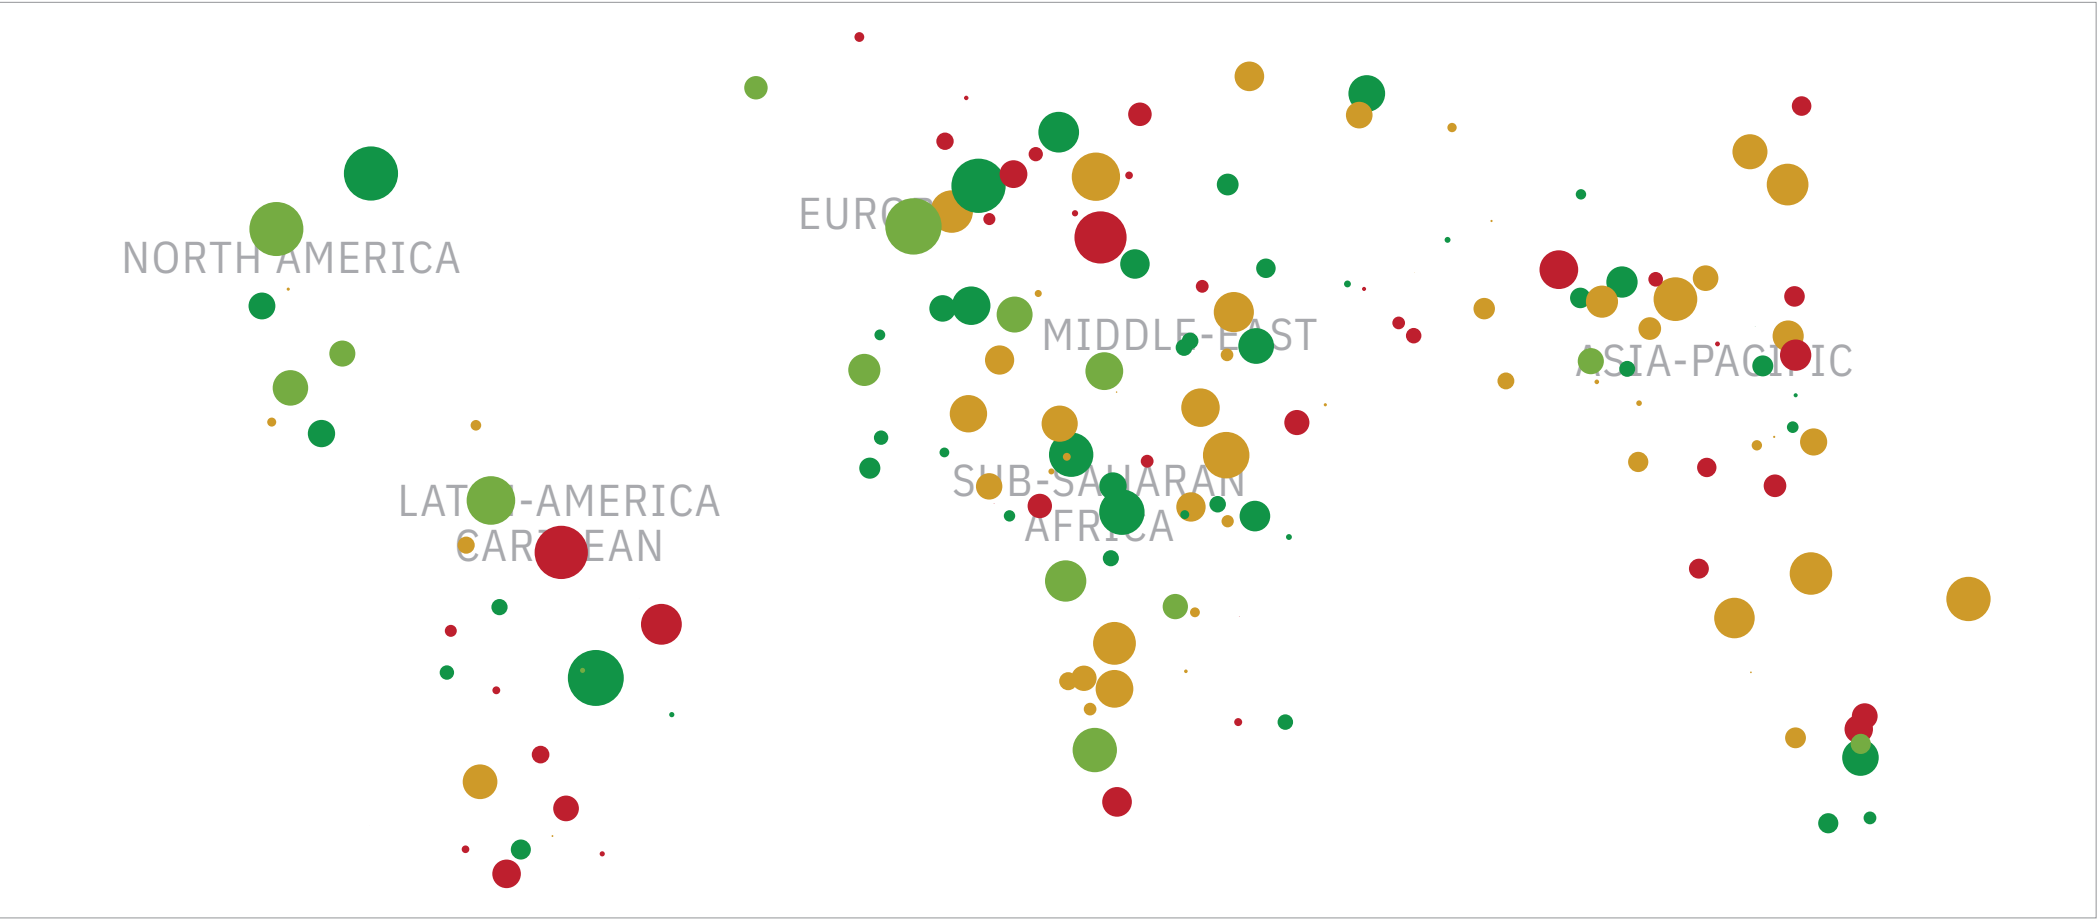 NORTH AMERICA
MIDDLE-EAST
ASIA-PACIFIC
SUB-SAHARAN
AFRICA